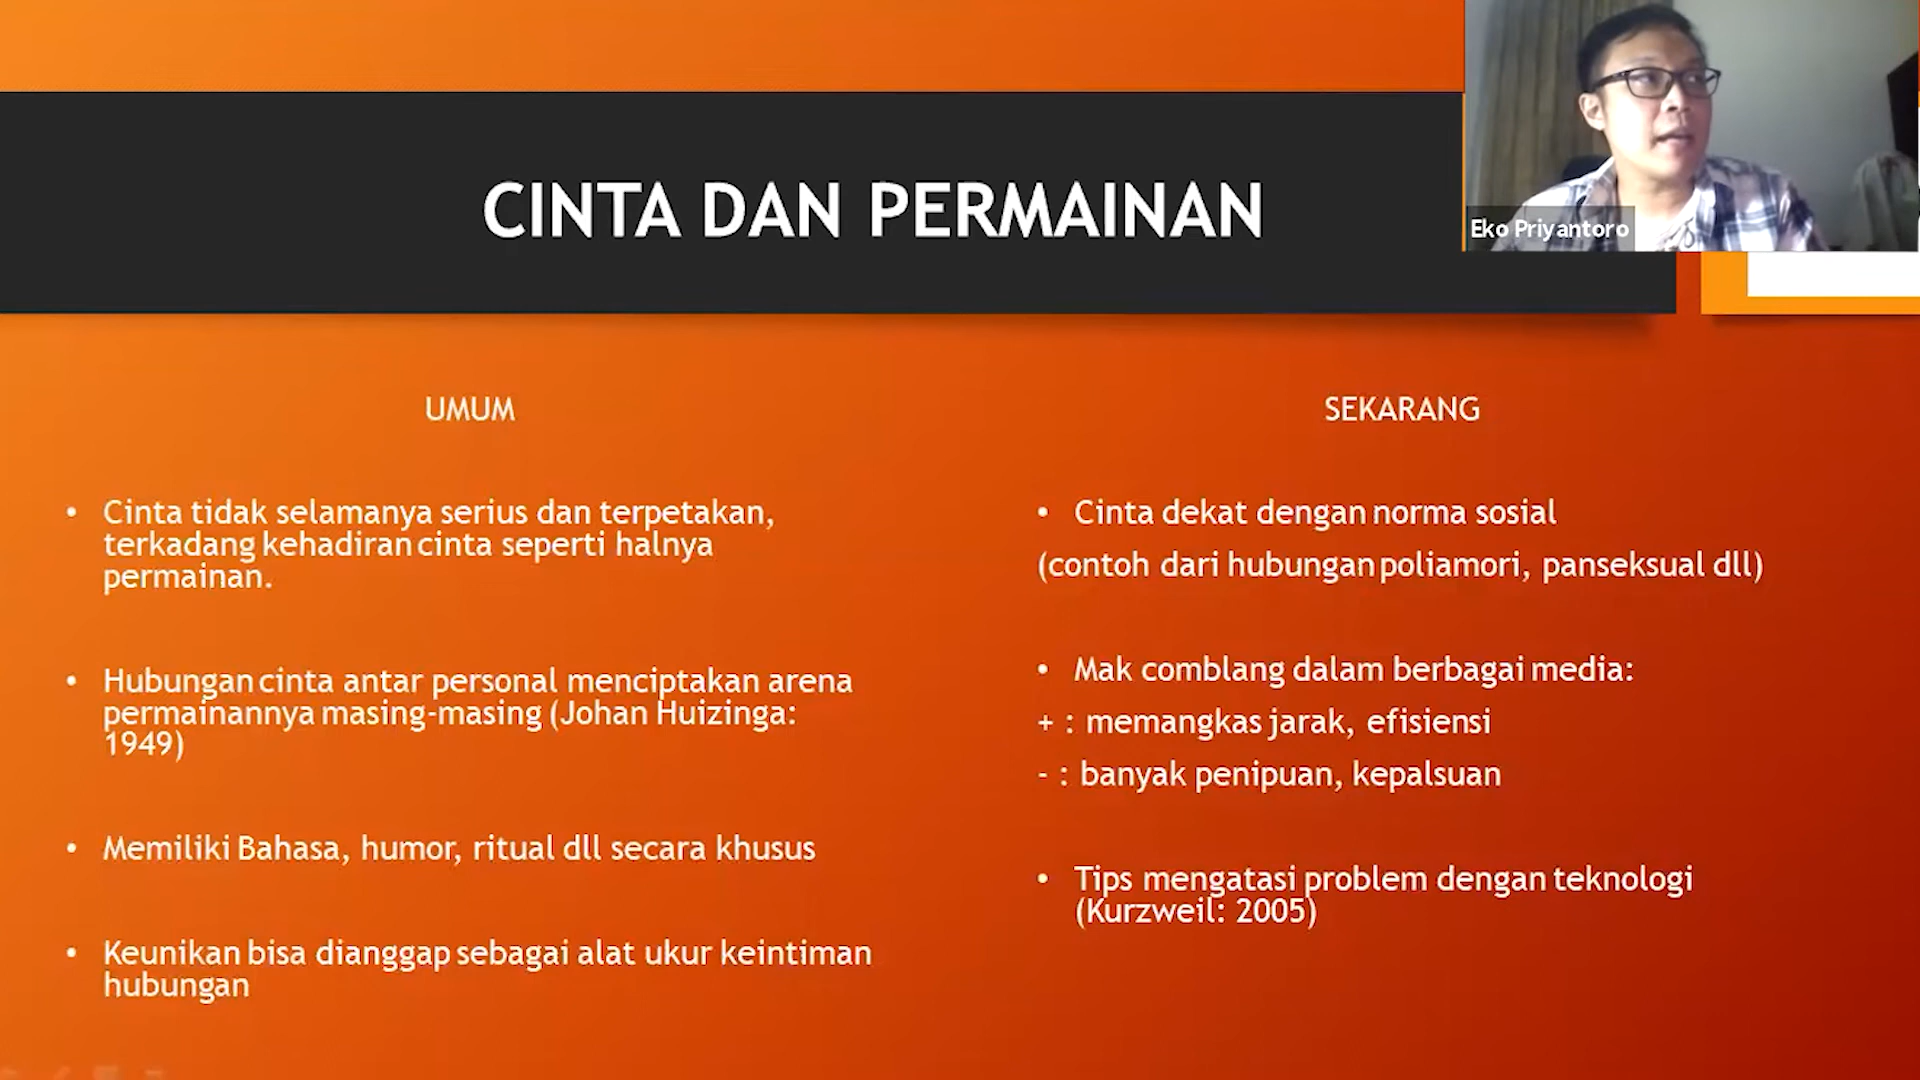 CINTA DAN PERMAINAN
Eko Priyantoro
UMUM
Cinta tidak selamanya serius dan terpetakan,
terkadang kehadiran cinta seperti halnya
permainan.
Hubungan cinta antar personal menciptakan arena
permainannya masing-masing (Johan Huizinga:
1949)
Memiliki Bahasa, humor, ritual dll secara khusus
Keunikan bisa dianggap sebagai alat ukur keintiman
hubungan
SEKARANG
Cinta dekat dengan norma sosial
(contoh dari hubungan poliamori, panseksual dll)
Mak comblang dalam berbagai media:
+ : memangkas jarak, efisiensi
- : banyak penipuan, kepalsuan
Tips mengatasi problem dengan teknologi
(Kurzweil: 2005)